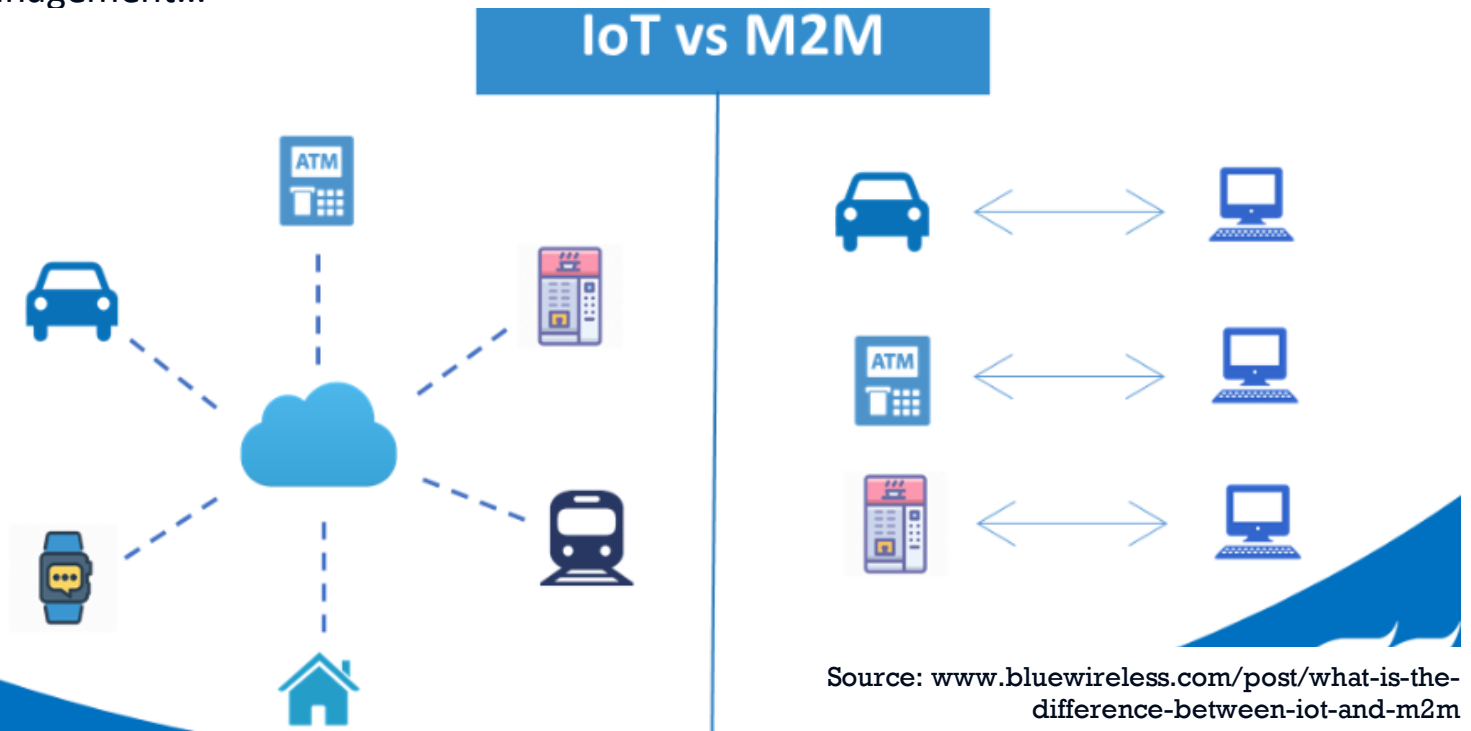 IoT vs M2M
ATM
ATM
Source: www.bluewireless.com/post/what-is-the-
difference-between-iot-and-m2m